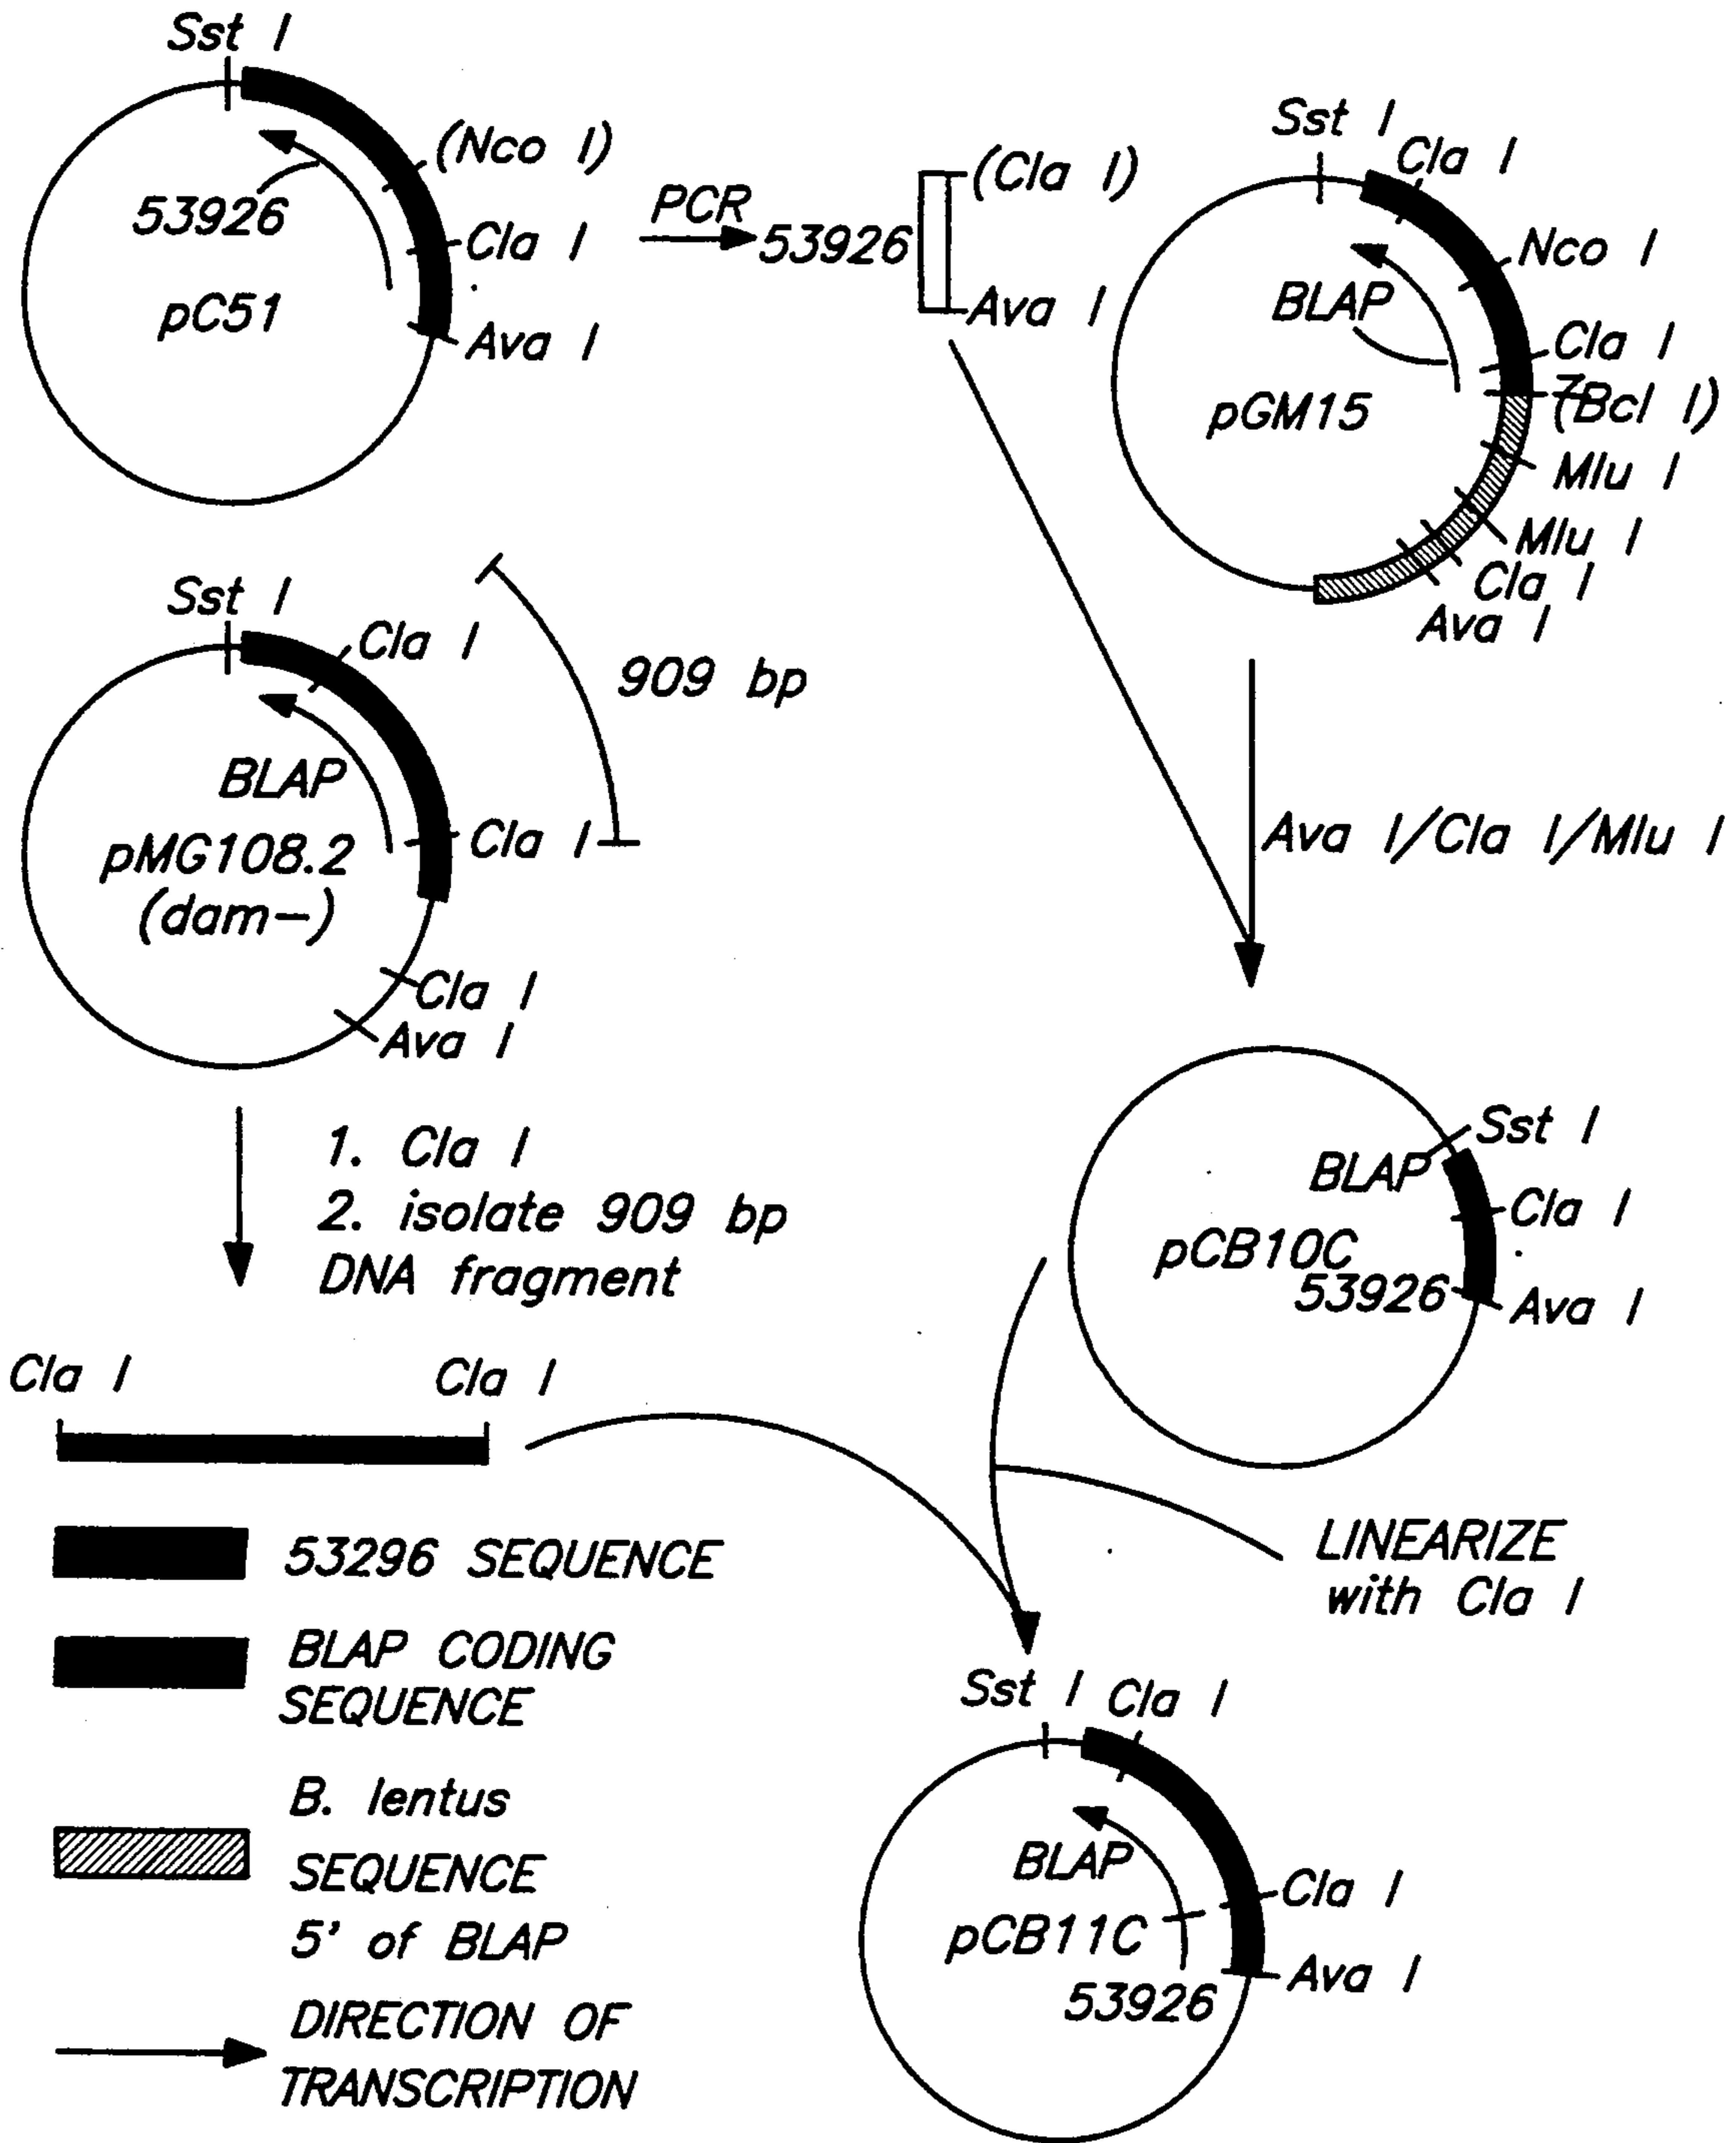 Sst I
(Nco I)
53926
Cla I
pC51
Ava I
PCR
53926
(Cla I)
Ava I
Sst I
Cla I
Nco I
BLAP
Cla I
(Bcl I)
pGM15
Mlu I
Mlu I
Cla I
Ava I
Sst I
Cla I
909 bp
BLAP
Cla I
pMG108.2
(dam-)
Cla I
Ava I
Ava I/Cla I/Mlu I
1. Cla I
2. isolate 909 bp
DNA fragment
Sst I
BLAP
Cla I
pCB10C
53926
Ava I
Cla I
Cla I
LINEARIZE
with Cla I
53296 SEQUENCE
BLAP CODING
SEQUENCE
B. lentus
SEQUENCE
5' of BLAP
DIRECTION OF
TRANSCRIPTION
Sst I
Cla I
BLAP
Cla I
pCB11C
Ava I
53926